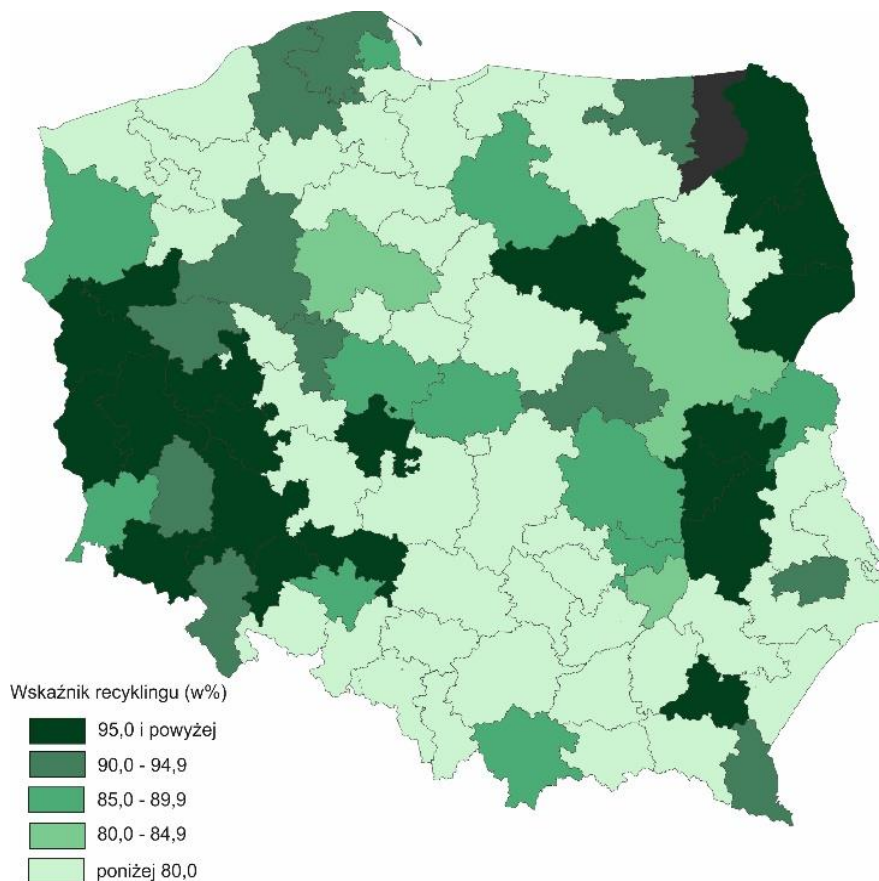 Wskaźnik recyklingu (w%)
95,0 i powyżej
90,0 - 94,9
85,0 - 89,9
80,0 - 84,9
poniżej 80,0